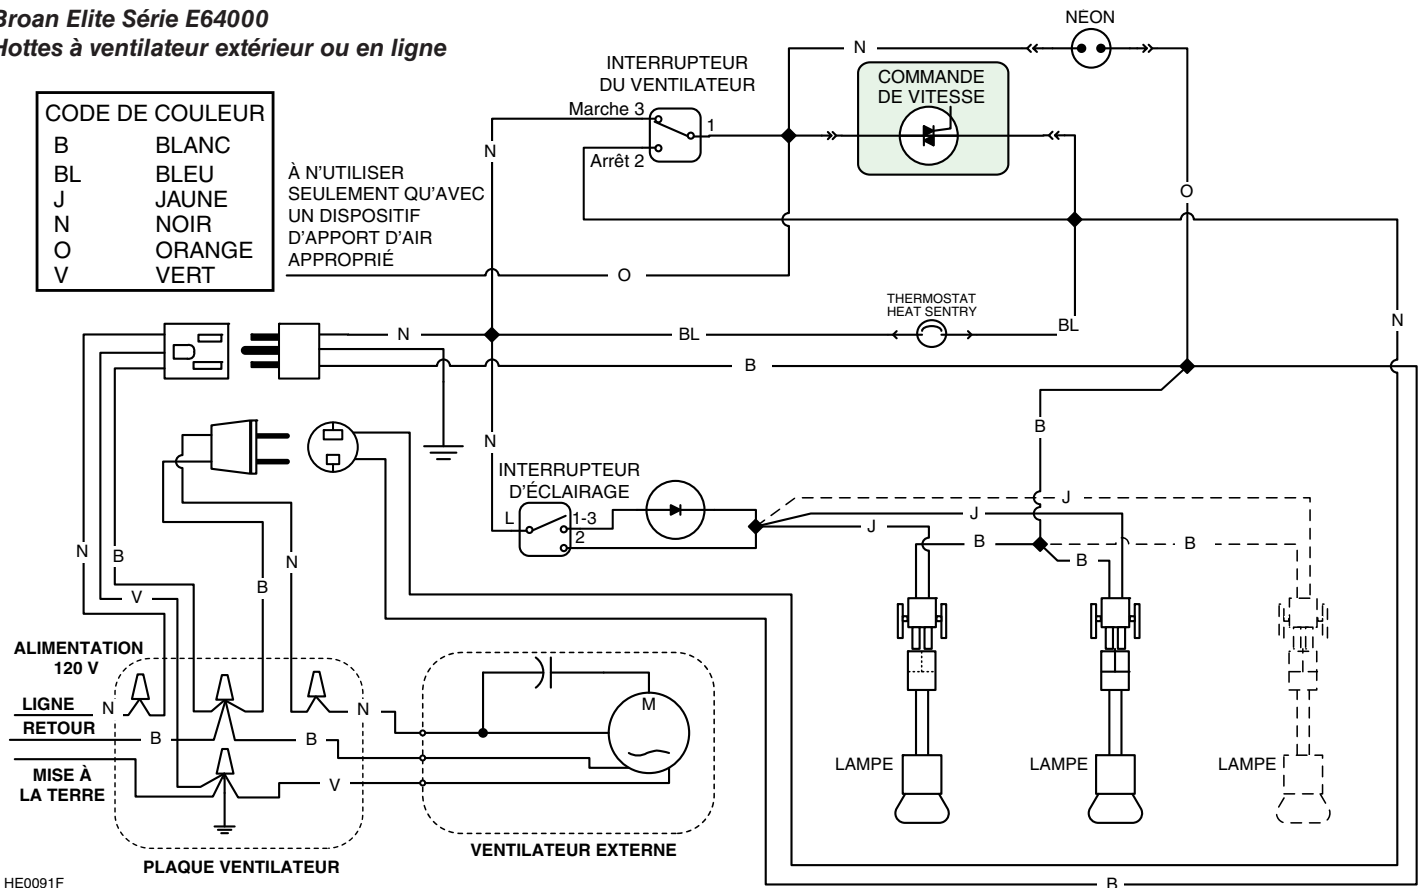 Broan Elite Série E64000
Hottes à ventilateur extérieur ou en ligne
CODE DE COULEUR
B BLANC
BL BLEU
J JAUNE
N NOIR
O ORANGE
V VERT
À N'UTILISER
SEULEMENT QU'AVEC
UN DISPOSITIF
D'APPORT D'AIR
APPROPRIÉ
INTERRUPTEUR
DU VENTILATEUR
Marche 3
1
Arrêt 2
N
N
NÉON
COMMANDE
DE VITESSE
O
O
THERMOSTAT
HEAT SENTRY
N
BL
BL
N
B
N
B
INTERRUPTEUR
D'ÉCLAIRAGE
L
1-3
2
J
J
J
B
B
B
N
B
V
B
N
ALIMENTATION
120 V
LIGNE
N
RETOUR
B
MISE À
LA TERRE
N
B
V
M
LAMPE
LAMPE
LAMPE
PLAQUE VENTILATEUR
VENTILATEUR EXTERNE
B
HE0091F